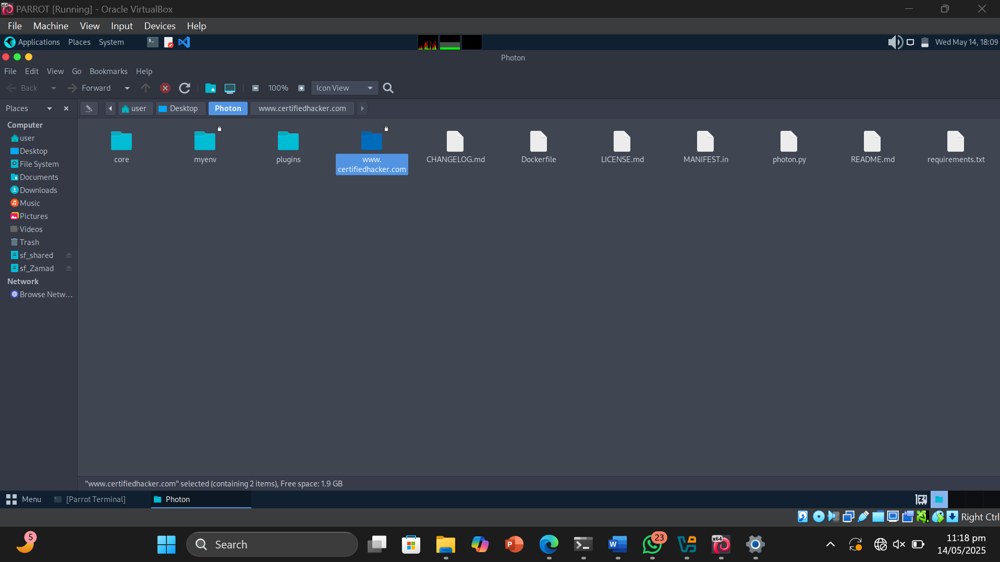 PARROT [Running] - Oracle VirtualBox
File Machine View Input Devices Help
Applications Places System
Wed May 14, 18:09
Photon
File Edit View Go Bookmarks Help
Back Forward 100% Icon View
Places
user Desktop Photon www.certifiedhacker.com
Computer
user
Desktop
File System
Documents
Downloads
Music
Pictures
Videos
Trash
sf_shared
sf_Zamad
Network
Browse Netw...
core
myenv
plugins
www.
certifiedhacker.com
CHANGELOG.md
Dockerfile
LICENSE.md
MANIFEST.in
photon.py
README.md
requirements.txt
"www.certifiedhacker.com" selected (containing 2 items), Free space: 1.9 GB
Menu [Parrot Terminal] Photon
Right Ctrl
5
Search
23
11:18 pm
14/05/2025